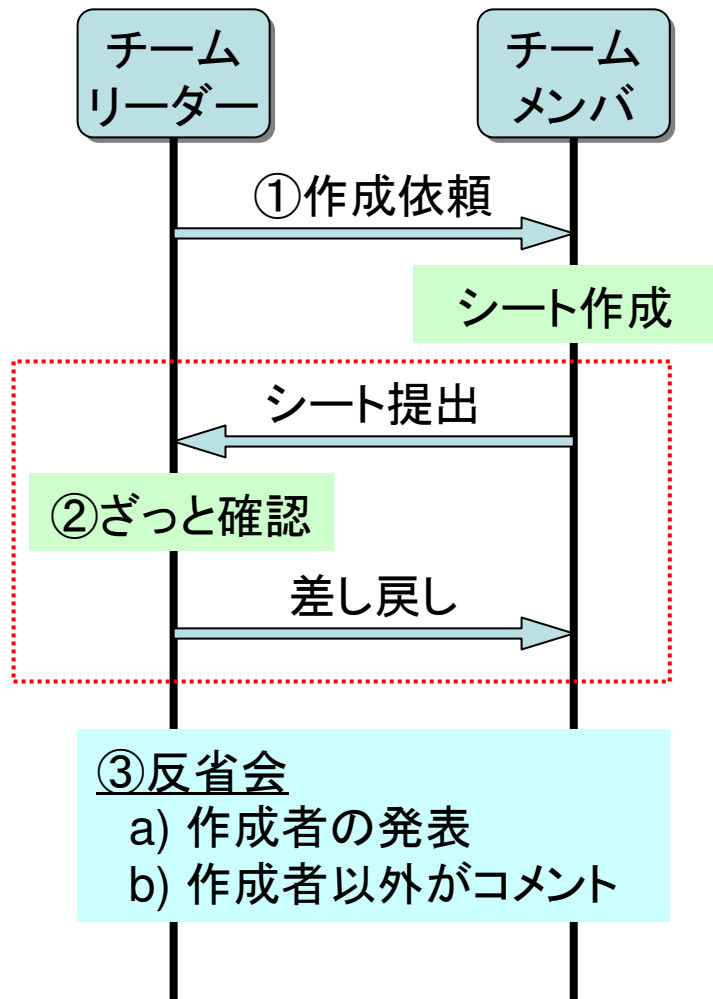 チーム
リーダー
チーム
メンバ
①作成依頼
シート作成
シート提出
②ざっと確認
差し戻し
③反省会
a) 作成者の発表
b) 作成者以外がコメント